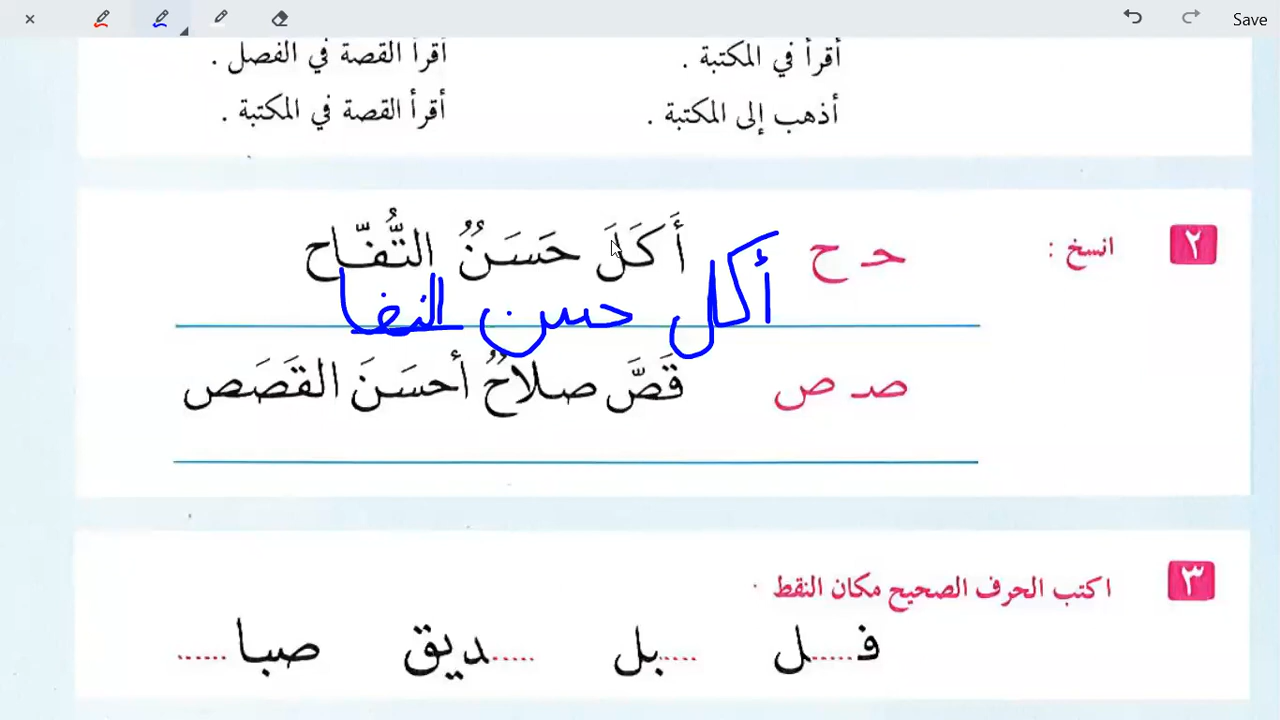 Save
أقرأ في المكتبة . أقرأ القصة في الفصل .
أذهب إلى المكتبة . أقرأ القصة في المكتبة .
٢ انسخ : حـ ح أَكَلَ حَسَنٌ التُّفّاح
أكل حسن التفا
صـ ص قَصَّ صلاحٌ أحسَنَ القَصَص
٣ اكتب الحرف الصحيح مكان النقط .
فـ.....ل .....بل .....ديق صبا ......